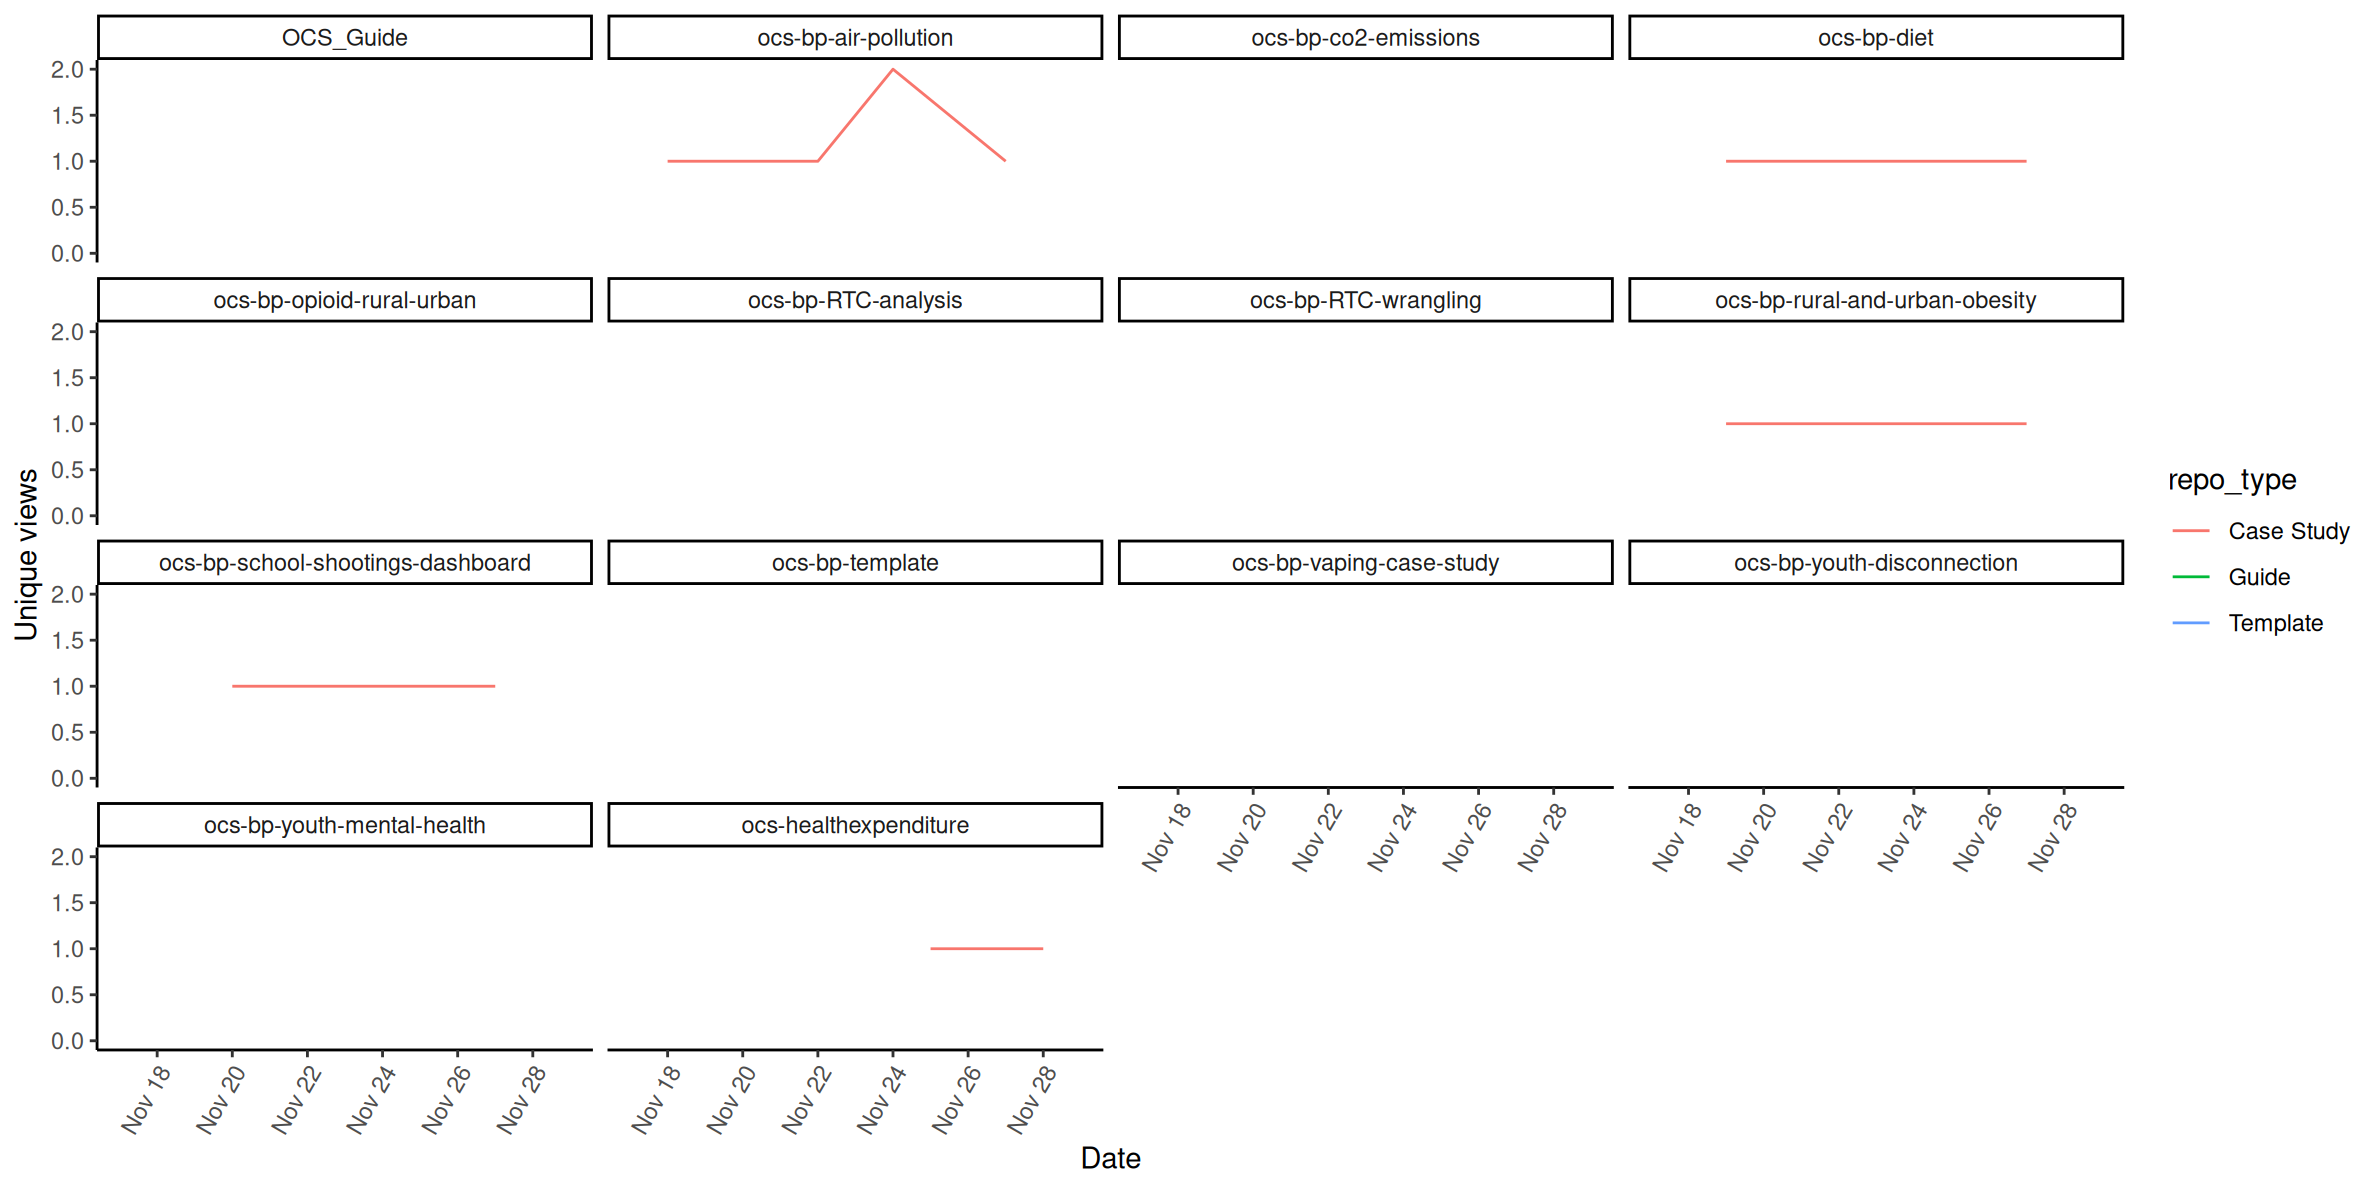 OCS_Guide ocs-bp-air-pollution ocs-bp-co2-emissions ocs-bp-diet
2.0
1.5
1.0
0.5
0.0
ocs-bp-opioid-rural-urban ocs-bp-RTC-analysis ocs-bp-RTC-wrangling ocs-bp-rural-and-urban-obesity
2.0
1.5
1.0
0.5
0.0
ocs-bp-school-shootings-dashboard ocs-bp-template ocs-bp-vaping-case-study ocs-bp-youth-disconnection
2.0
1.5
1.0
0.5
0.0
Nov 18 Nov 20 Nov 22 Nov 24 Nov 26 Nov 28 Nov 18 Nov 20 Nov 22 Nov 24 Nov 26 Nov 28
ocs-bp-youth-mental-health ocs-healthexpenditure
2.0
1.5
1.0
0.5
0.0
Nov 18 Nov 20 Nov 22 Nov 24 Nov 26 Nov 28 Nov 18 Nov 20 Nov 22 Nov 24 Nov 26 Nov 28
Date
Unique views
repo_type
Case Study
Guide
Template